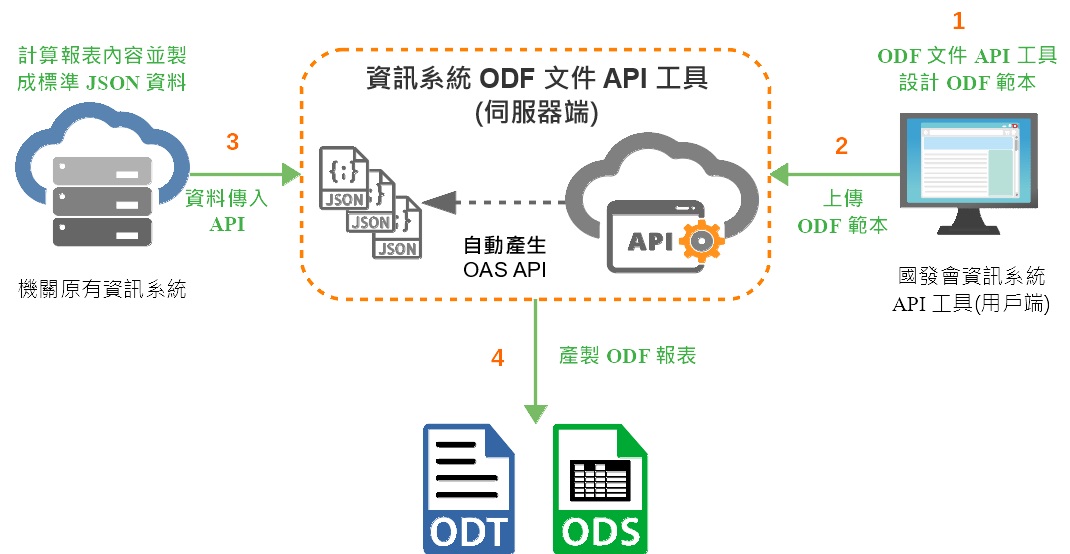 1
ODF 文件 API 工具
設計 ODF 範本
計算報表內容並製
成標準 JSON 資料
資訊系統 ODF 文件 API 工具
(伺服器端)
3
資料傳入
API
{;}
JSON
JSON
JSON
自動產生
OAS API
API
2
上傳
ODF 範本
機關原有資訊系統
國發會資訊系統
API 工具(用戶端)
4
產製 ODF 報表
ODT
ODS